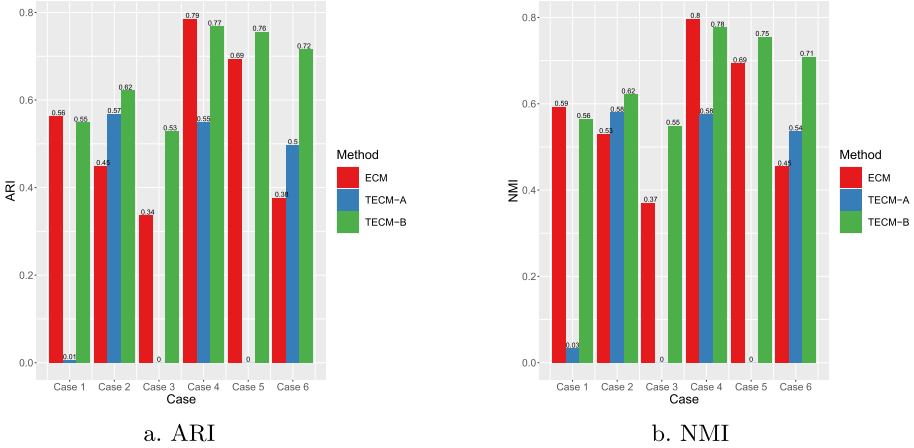 0.8
0.6
0.4
0.2
0.0
ARI
0.56
0.01
0.55
0.45
0.57
0.62
0.34
0
0.53
0.79
0.55
0.77
0.69
0
0.76
0.38
0.5
0.72
Case 1 Case 2 Case 3 Case 4 Case 5 Case 6
Case
Method
ECM
TECM-A
TECM-B
a. ARI
0.8
0.6
0.4
0.2
0.0
NMI
0.59
0.03
0.56
0.53
0.58
0.62
0.37
0
0.55
0.8
0.58
0.78
0.69
0
0.75
0.45
0.54
0.71
Case 1 Case 2 Case 3 Case 4 Case 5 Case 6
Case
Method
ECM
TECM-A
TECM-B
b. NMI